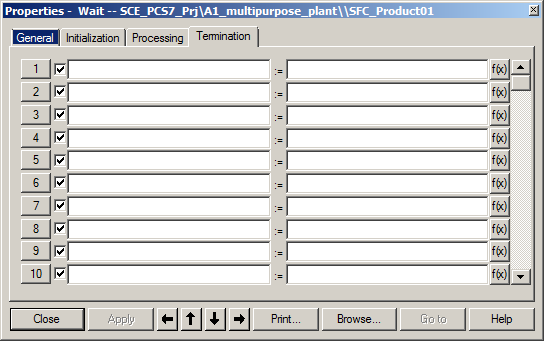 Properties - Wait -- SCE_PCS7_Prj\A1_multipurpose_plant\\SFC_Product01
General Initialization Processing Termination
1 := f(x)
2 := f(x)
3 := f(x)
4 := f(x)
5 := f(x)
6 := f(x)
7 := f(x)
8 := f(x)
9 := f(x)
10 := f(x)
Close Apply Print... Browse... Go to Help